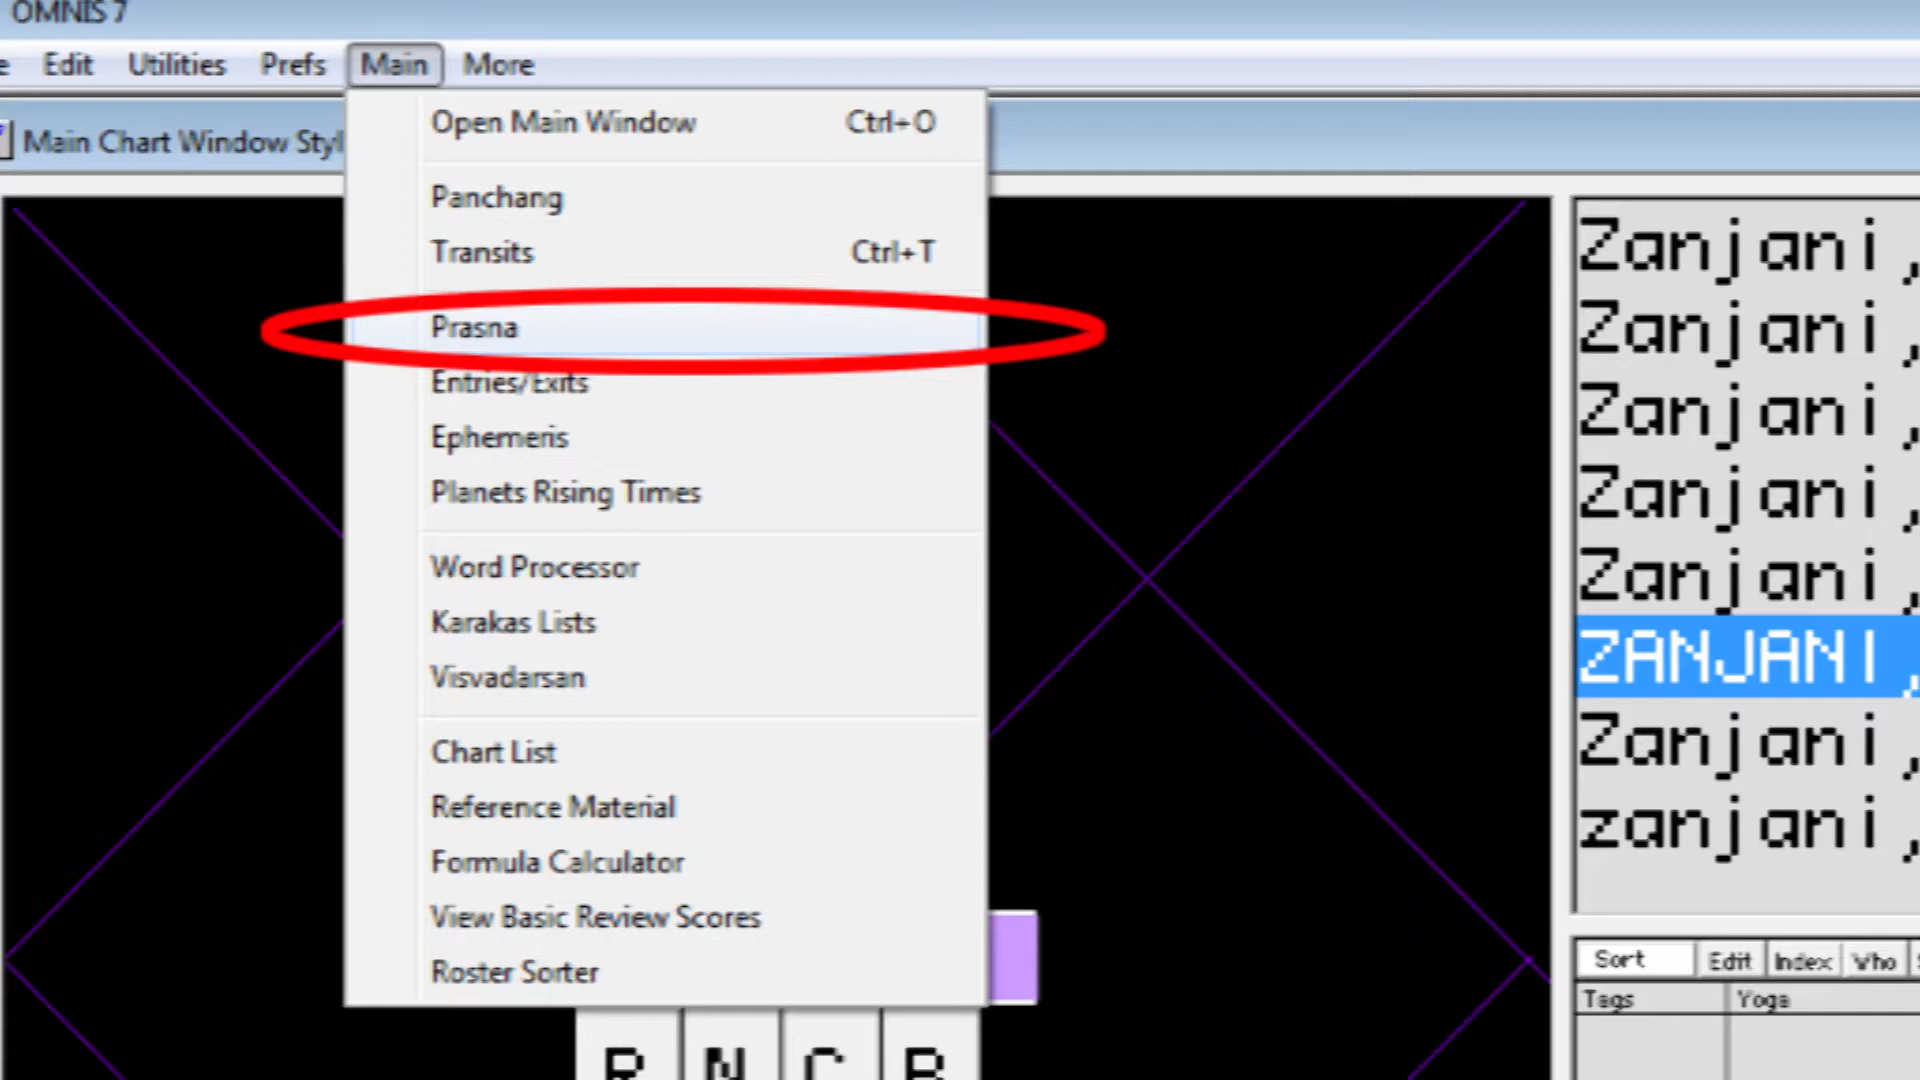 OMNIS 7
Edit Utilities Prefs Main More
Main Chart Window Styl
Open Main Window Ctrl+O
Panchang
Transits Ctrl+T
Prasna
Entries/Exits
Ephemeris
Planets Rising Times
Word Processor
Karakas Lists
Visvadarsan
Chart List
Reference Material
Formula Calculator
View Basic Review Scores
Roster Sorter
R N C B
Zanjani,
Zanjani,
Zanjani,
Zanjani,
Zanjani,
ZANJANI,
Zanjani,
zanjani,
Sort Edit Index Who
Tags Yoga